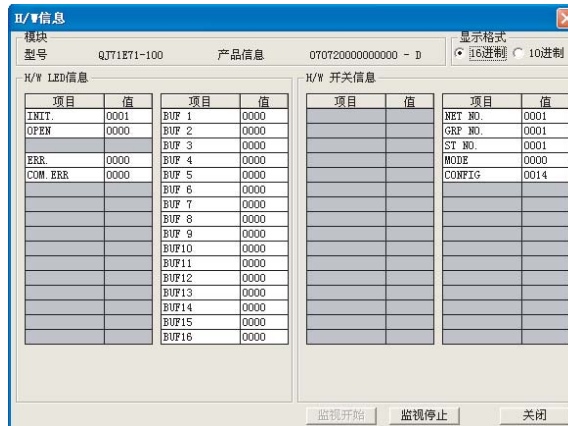 H/W信息
模块
显示格式
型号 QJ71E71-100 产品信息 070720000000000 - D 16进制 10进制
H/W LED信息 H/W 开关信息
项目 值 项目 值 项目 值 项目 值
INIT. 0001 BUF 1 0000 NET NO. 0001
OPEN 0000 BUF 2 0000 GRP NO. 0001
BUF 3 0000 ST NO. 0001
ERR. 0000 BUF 4 0000 MODE 0000
COM.ERR 0000 BUF 5 0000 CONFIG 0014
BUF 6 0000
BUF 7 0000
BUF 8 0000
BUF 9 0000
BUF10 0000
BUF11 0000
BUF12 0000
BUF13 0000
BUF14 0000
BUF15 0000
BUF16 0000
监视开始 监视停止 关闭